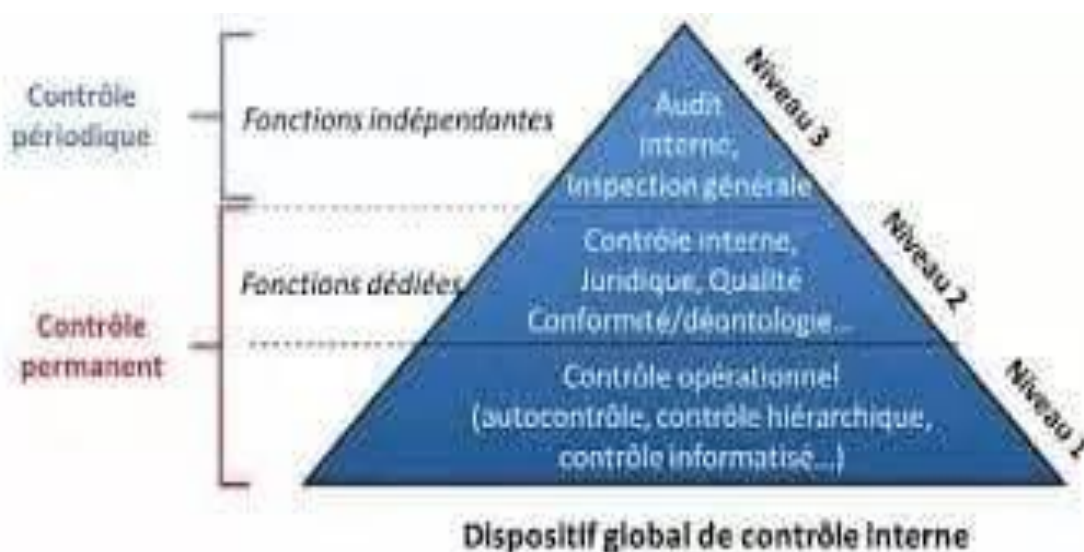 Contrôle
périodique
Fonctions indépendantes
Audit
interne,
Inspection générale
Niveau 3
Contrôle
permanent
Fonctions dédiées
Contrôle interne,
Juridique, Qualité
Conformité/déontologie...
Niveau 2
Contrôle opérationnel
(autocontrôle, contrôle hiérarchique,
contrôle informatisé...)
Niveau 1
Dispositif global de contrôle interne